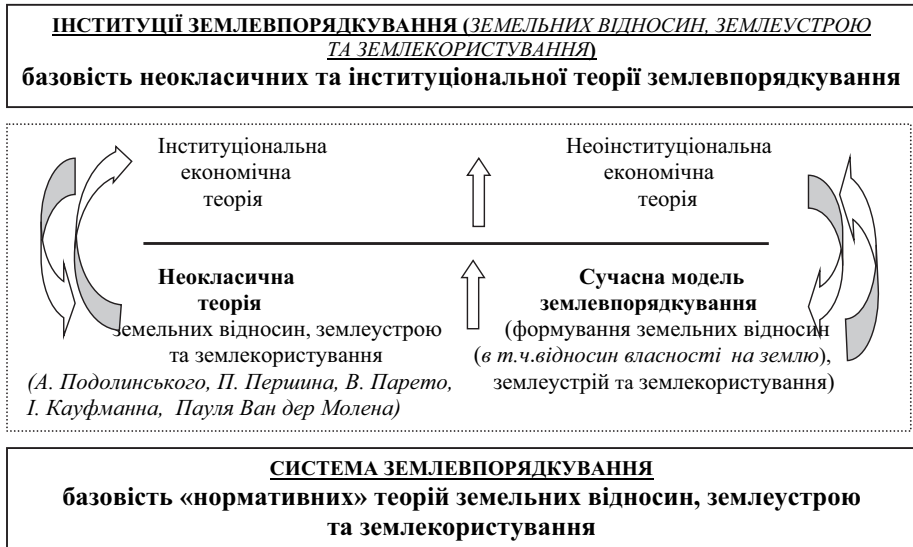 ІНСТИТУЦІЇ ЗЕМЛЕВПОРЯДКУВАННЯ (ЗЕМЕЛЬНИХ ВІДНОСИН, ЗЕМЛЕУСТРОЮ
ТА ЗЕМЛЕКОРИСТУВАННЯ)
базовість неокласичних та інституціональної теорії землевпорядкування
Інституціональна
економічна
теорія
Неоінституціональна
економічна
теорія
Неокласична
теорія
земельних відносин, землеустрою
та землекористування
(А. Подолинського, П. Першина, В. Парето,
І. Кауфманна, Пауля Ван дер Молена)
Сучасна модель
землевпорядкування
(формування земельних відносин
(в т.ч.відносин власності на землю),
землеустрій та землекористування)
СИСТЕМА ЗЕМЛЕВПОРЯДКУВАННЯ
базовість «нормативних» теорій земельних відносин, землеустрою
та землекористування